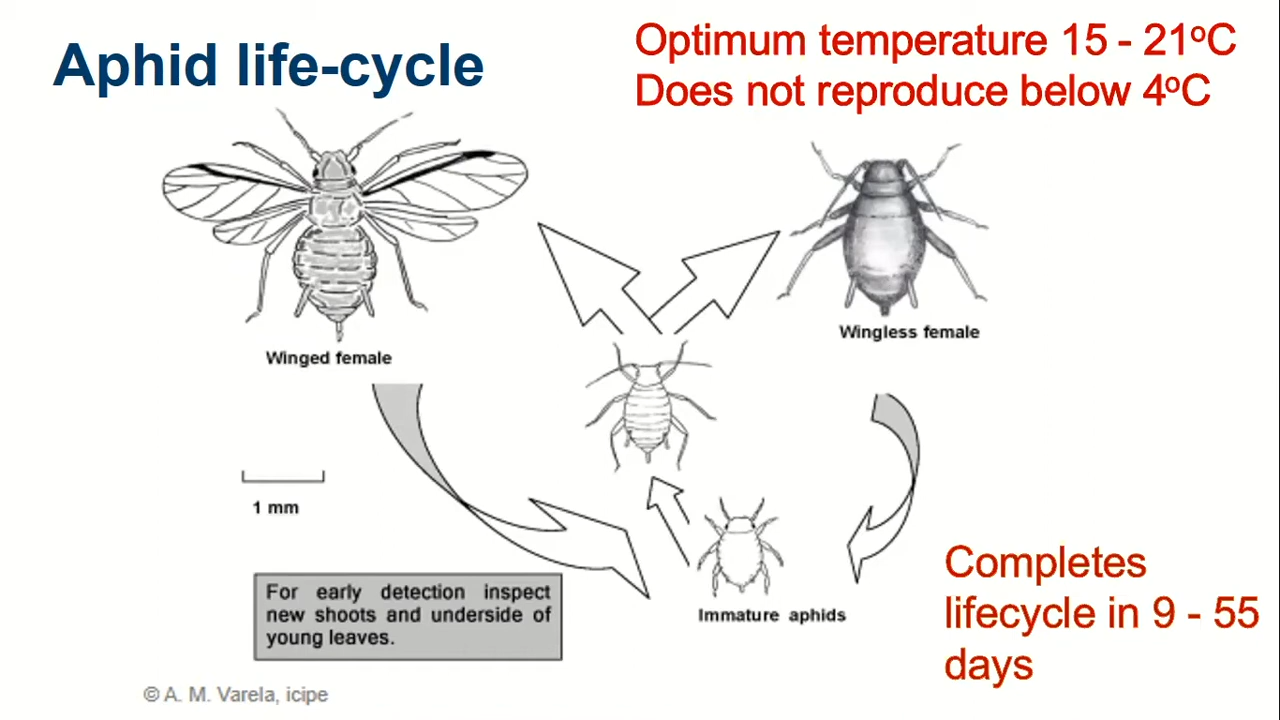 Aphid life-cycle
Optimum temperature 15 - 21ºC
Does not reproduce below 4ºC
Winged female
Wingless female
1 mm
For early detection inspect
new shoots and underside of
young leaves.
Immature aphids
Completes
lifecycle in 9 - 55
days
© A. M. Varela, icipe